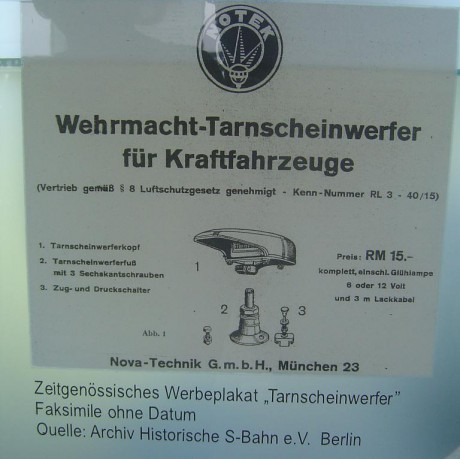 NOTEK
Wehrmacht-Tarnscheinwerfer
für Kraftfahrzeuge
(Vertrieb gemäß § 8 Luftschutzgesetz genehmigt - Kenn-Nummer RL 3 - 40/15)
1. Tarnscheinwerferkopf
2. Tarnscheinwerferfuß
mit 3 Sechskantschrauben
3. Zug- und Druckschalter
1
2
3
Abb. 1
Preis: RM 15.-
komplett, einschl. Glühlampe
6 oder 12 Volt
und 3 m Lackkabel
Nova-Technik G.m.b.H., München 23
Zeitgenössisches Werbeplakat „Tarnscheinwerfer"
Faksimile ohne Datum
Quelle: Archiv Historische S-Bahn e.V. Berlin